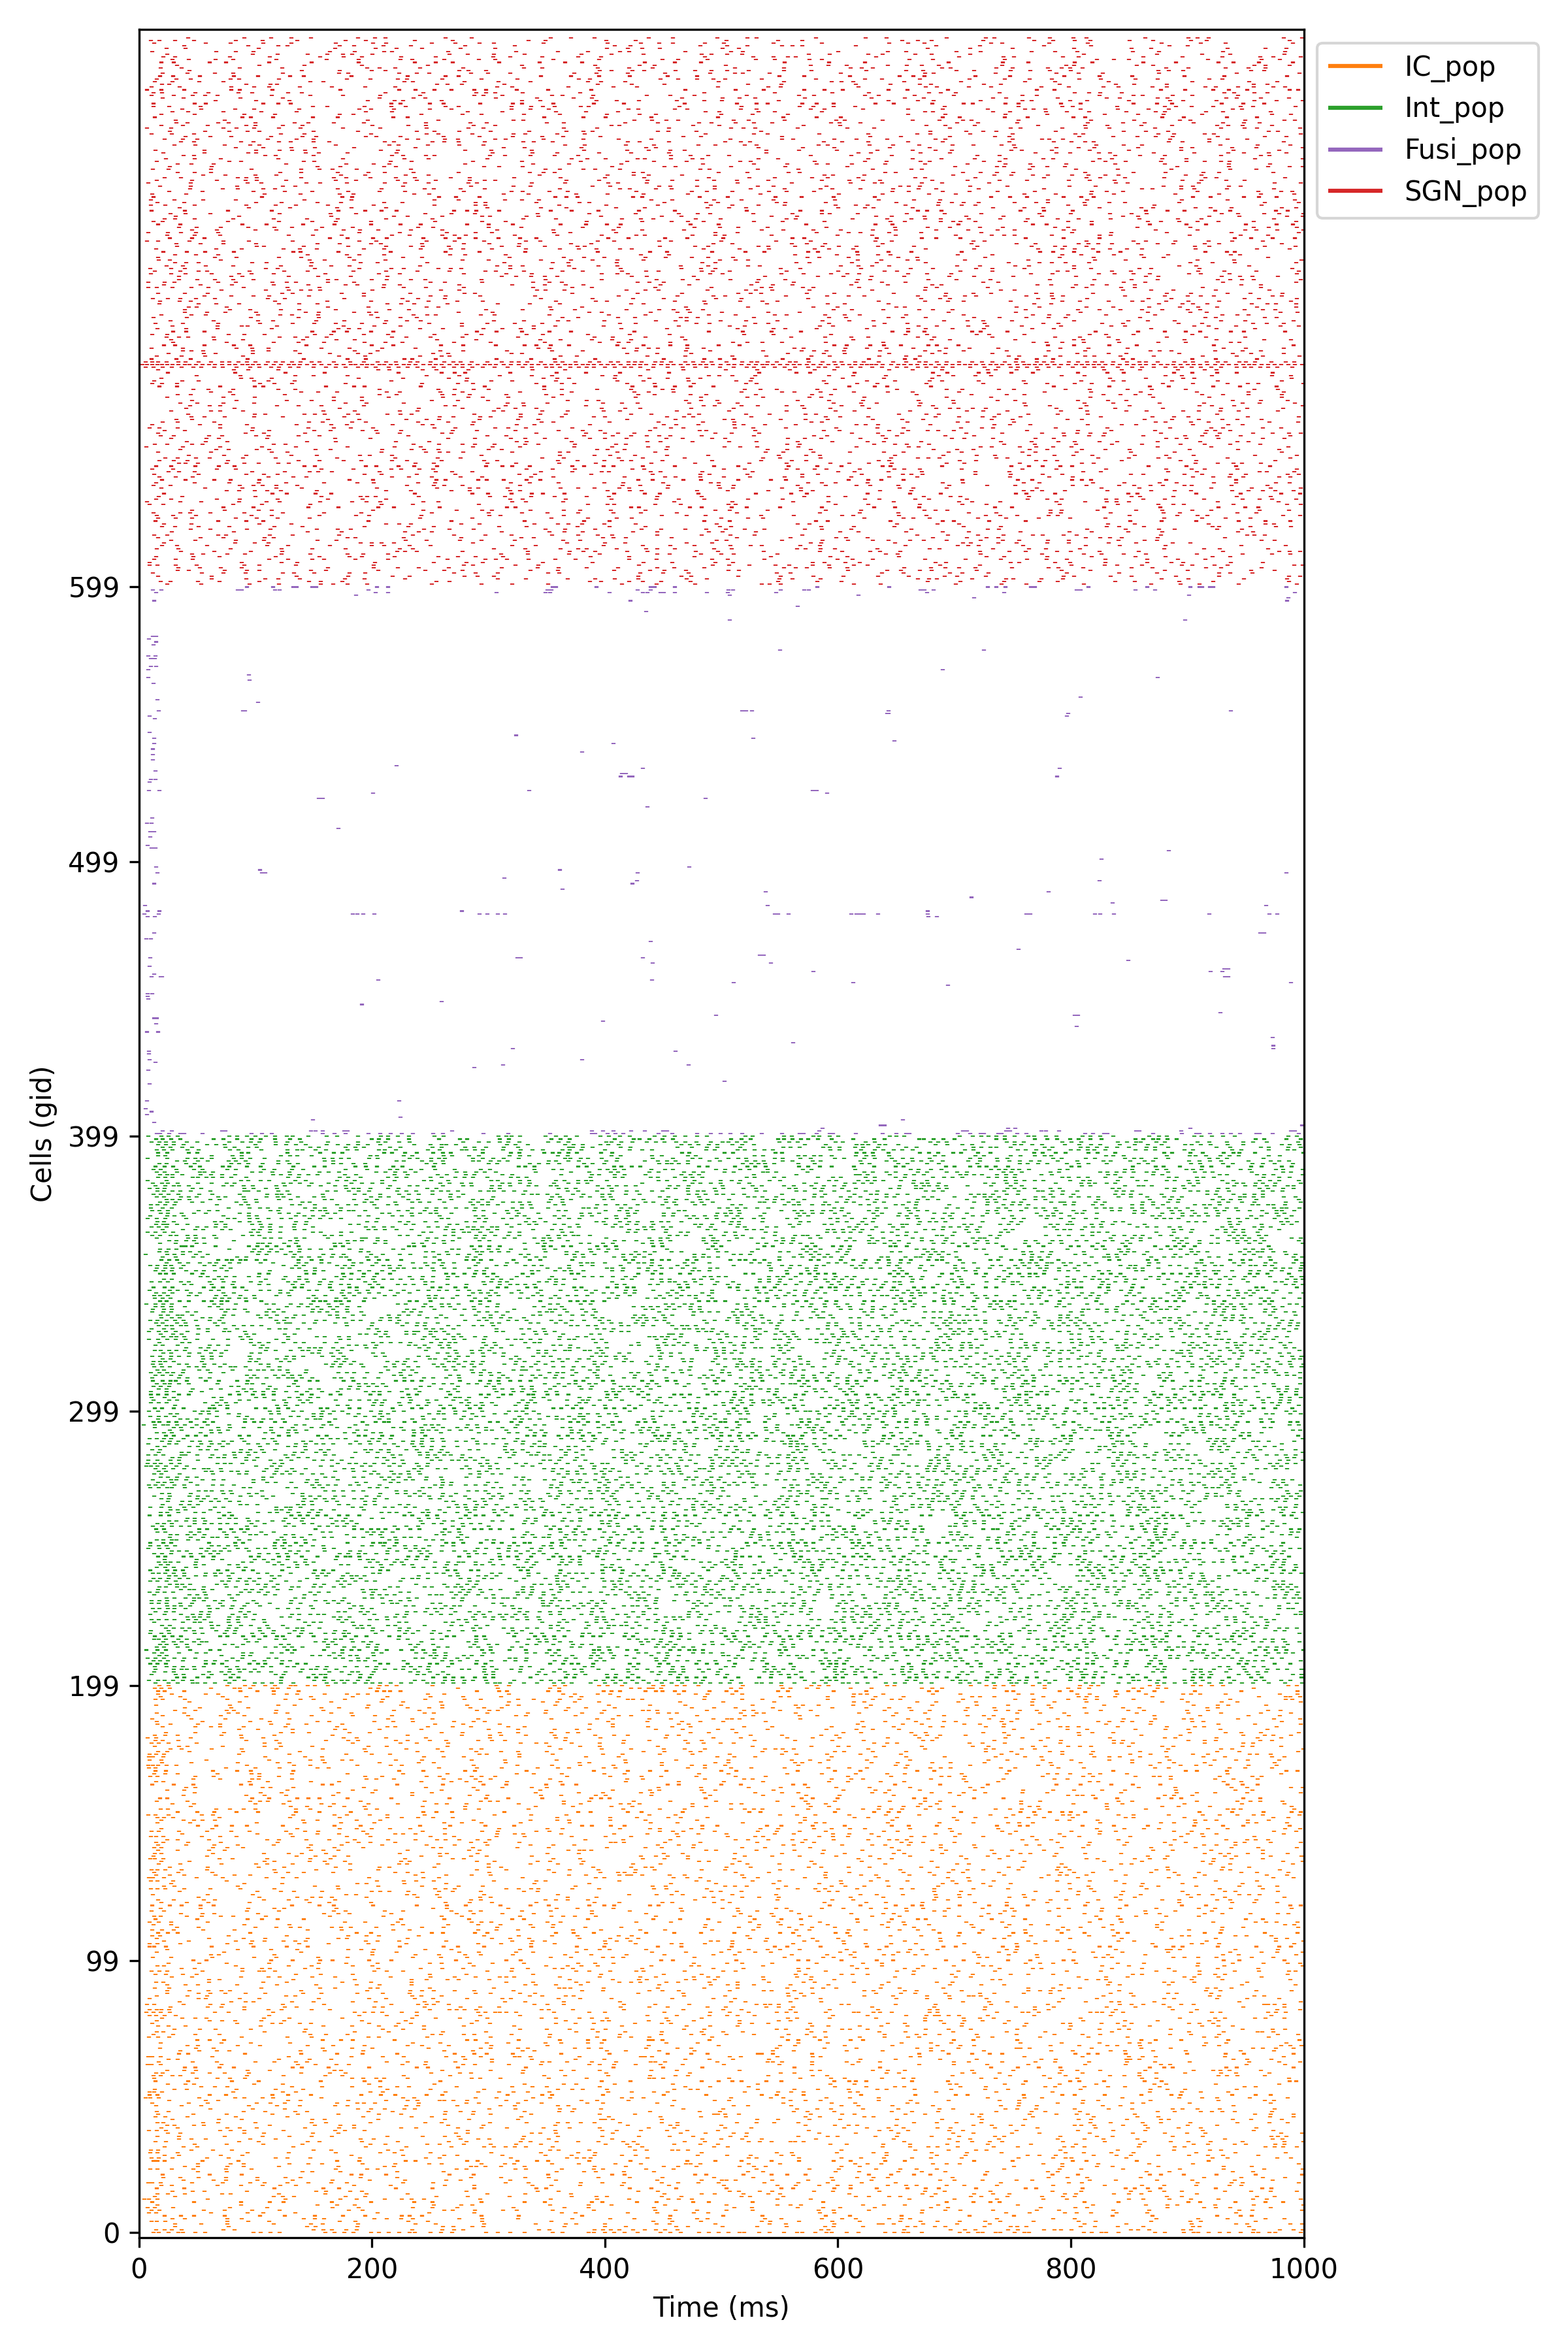 IC_pop
Int_pop
Fusi_pop
SGN_pop
599
499
399
299
199
99
0
Cells (gid)
0 200 400 600 800 1000
Time (ms)